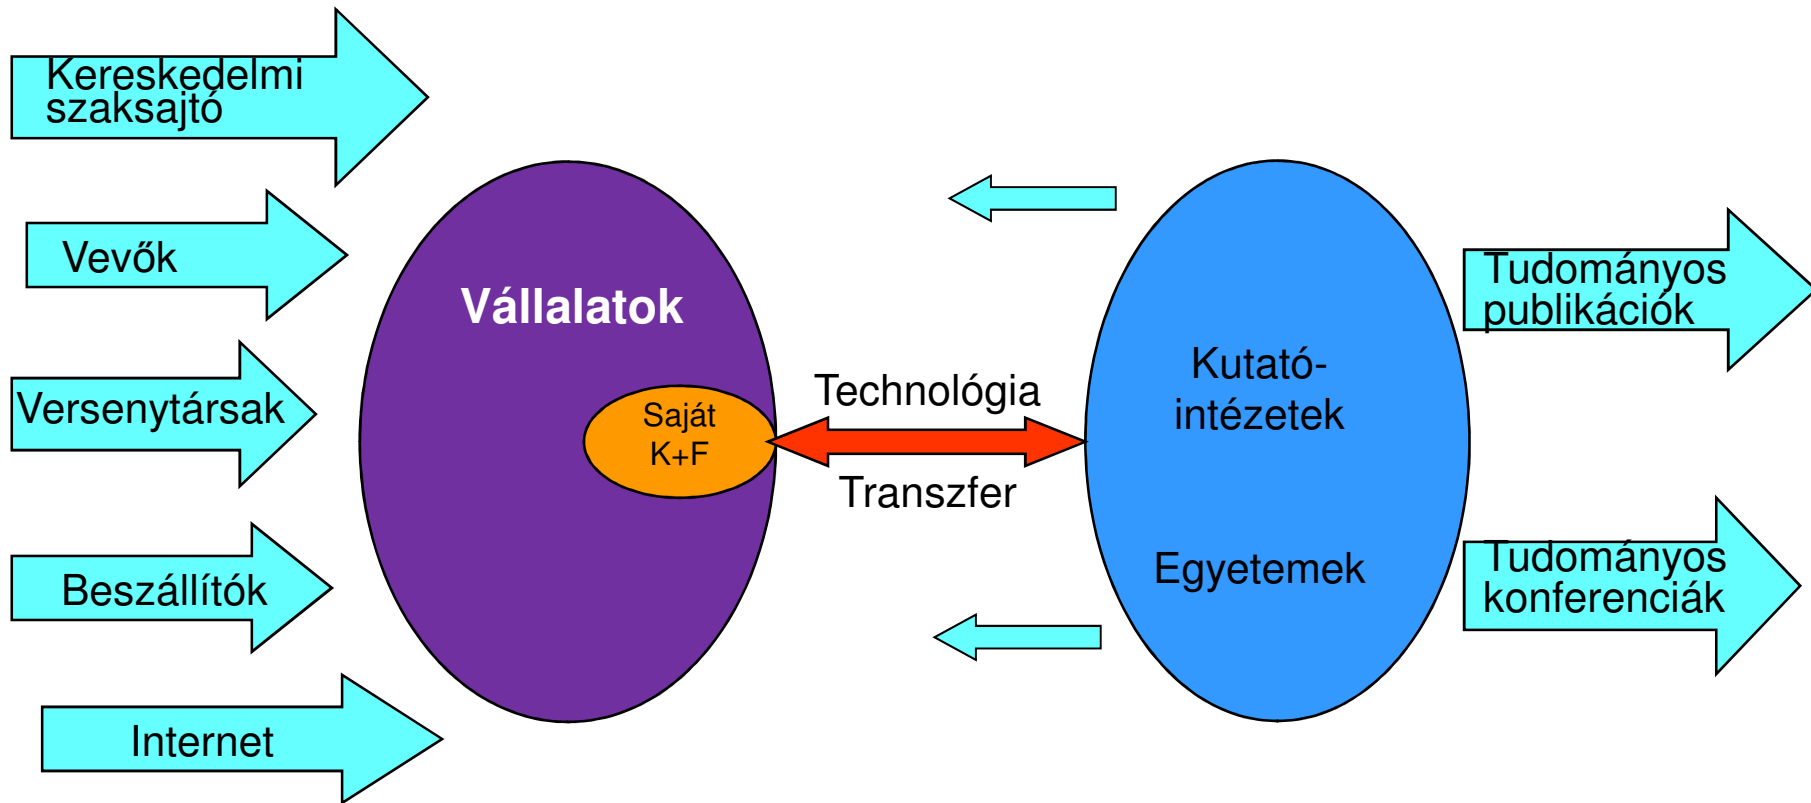 Kereskedelmi
szaksajtó
Vevők
Versenytársak
Beszállítók
Internet
Vállalatok
Saját
K+F
Technológia
Transzfer
Kutató-
intézetek
Egyetemek
Tudományos
publikációk
Tudományos
konferenciák